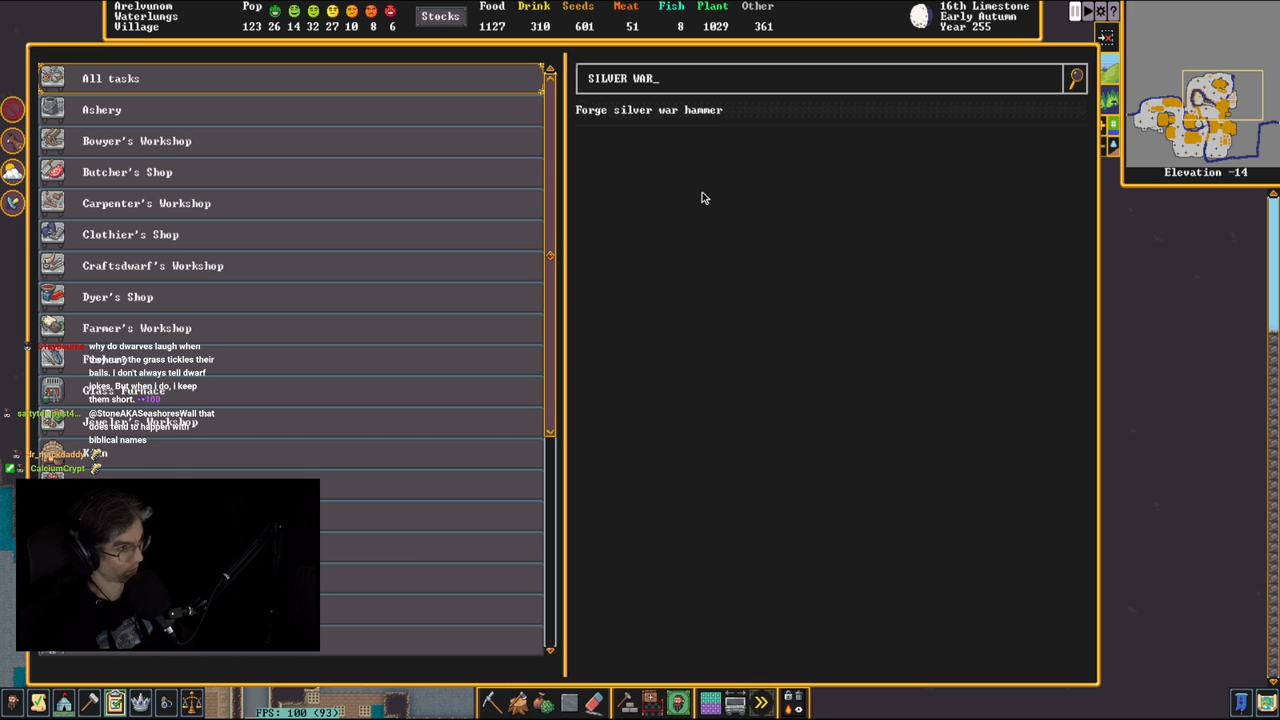 Arelvunom
Waterlungs
Village
Pop
123 26 14 32 27 10 8 6
Stocks
Food Drink Seeds Meat Fish Plant Other
1127 310 601 51 8 1029 361
16th Limestone
Early Autumn
Year 255
?
Elevation -14
All tasks
Ashery
Bowyer's Workshop
Butcher's Shop
Carpenter's Workshop
Clothier's Shop
Craftsdwarf's Workshop
Dyer's Shop
Farmer's Workshop
SILVER WAR_
Forge silver war hammer
why do dwarves laugh when
the grass tickles their
balls. I don't always tell dwarf
jokes. But when i do, i keep
them short. 100
@StoneAKASeashoresWall that
does tend to happen with
biblical names
dr_mackdaddy
CalciumCrypt
FPS: 100 (93)